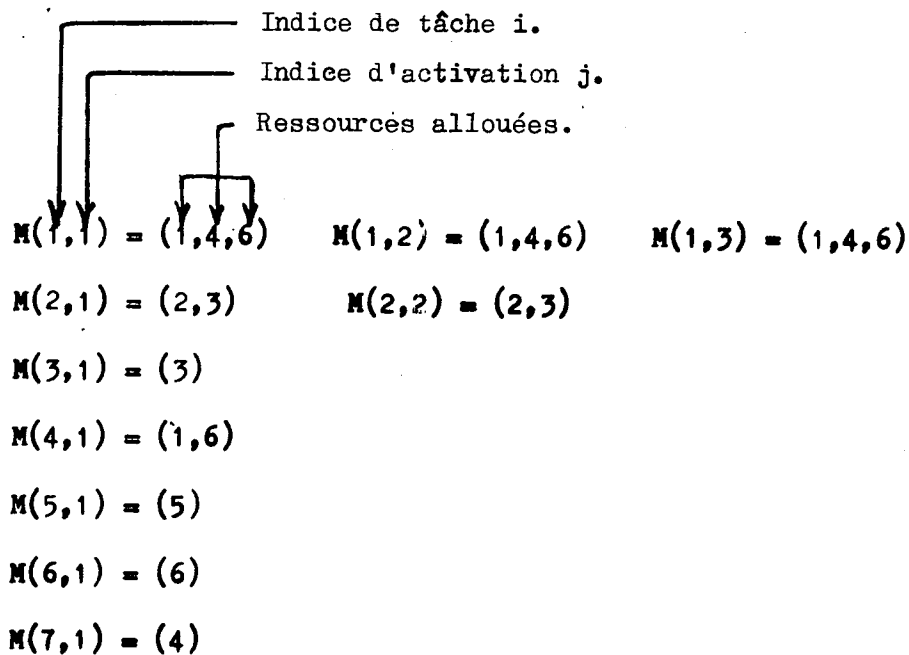 Indice de tâche i.
Indice d'activation j.
Ressources allouées.
M(1,1) = (1,4,6) M(1,2) = (1,4,6) M(1,3) = (1,4,6)
M(2,1) = (2,3) M(2,2) = (2,3)
M(3,1) = (3)
M(4,1) = (1,6)
M(5,1) = (5)
M(6,1) = (6)
M(7,1) = (4)